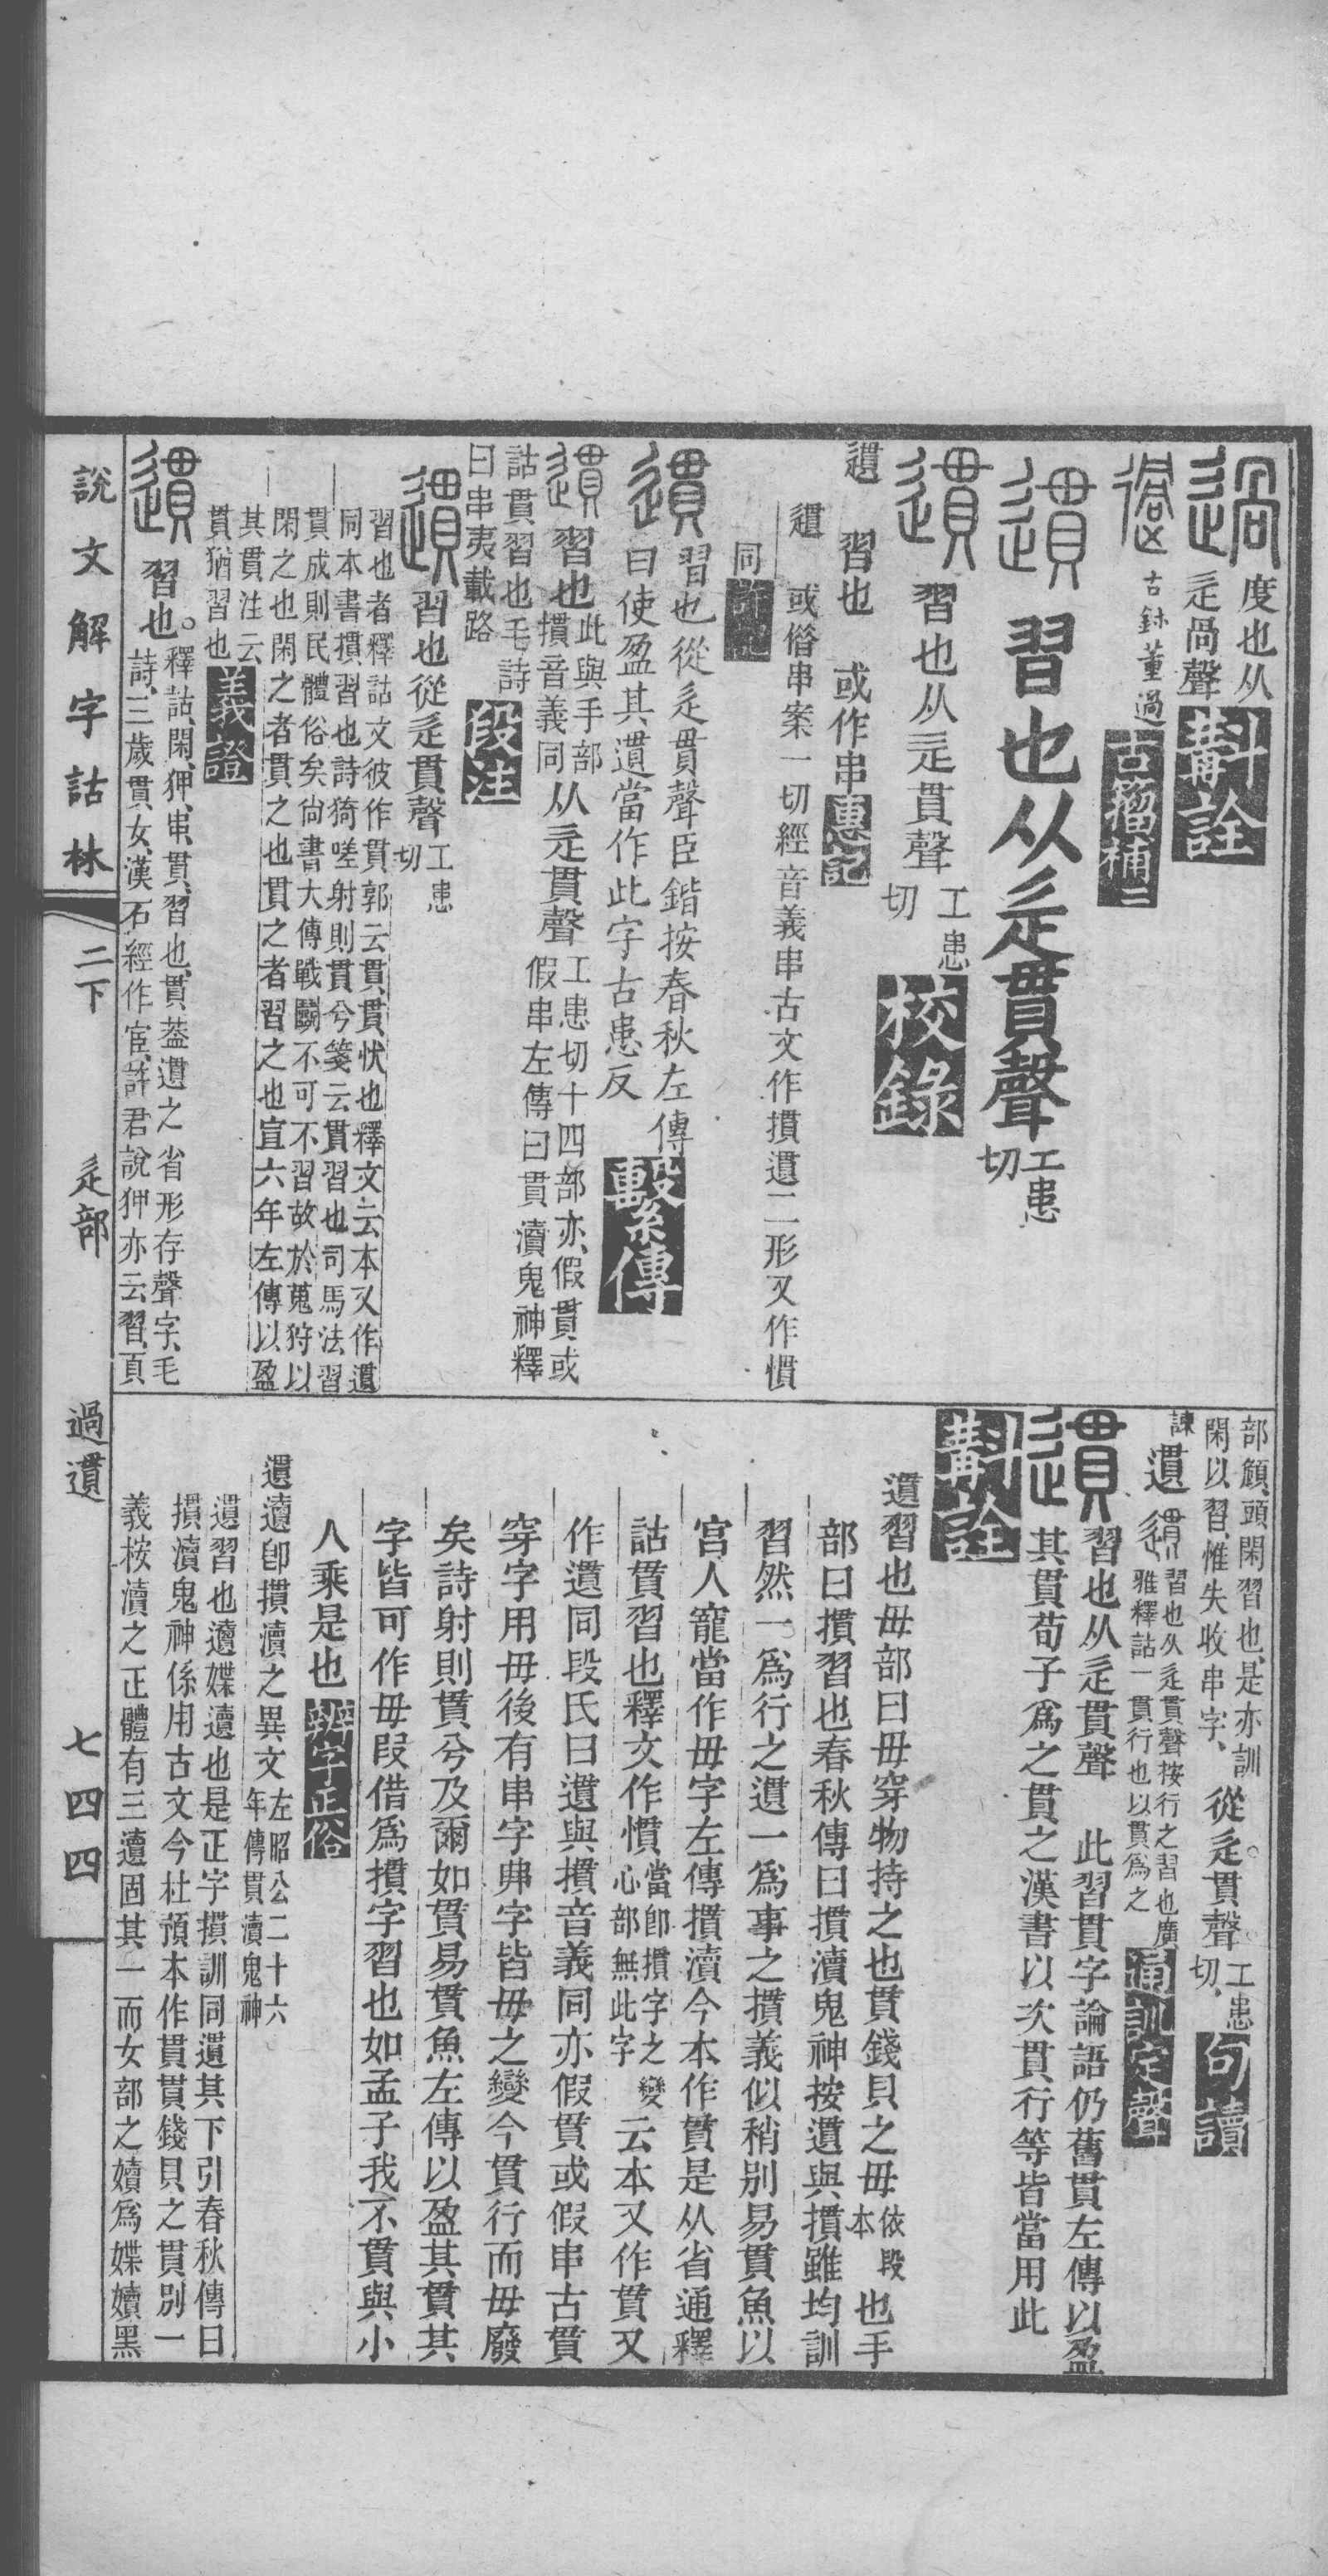 度也从
辵咼聲
斠詮
古鉢董過
古籀補二
遺習也从辵貫聲
工患
切
習也从辵貫聲
工患
切
校錄
遺 習也 或作串
惠記
遺 或俗串案一切經音義串古文作摜遺二形又作慣
同
許記
習也從辵貫聲臣鍇按春秋左傳
曰使盈其遺當作此字古患反
繫傳
習也
此與手部
摜音義同
从辵貫聲
工患切十四部亦假貫或
假串左傳曰貫瀆鬼神釋
詁貫習也毛詩
曰串夷載路
段注
習也從辵貫聲
工患
切
習也者釋詁文彼作貫郭云貫貫忕也釋文云本又作遺
同本書摜習也詩猗嗟射則貫兮箋云貫習也司馬法習
貫成則民體俗矣尙書大傳戰鬭不可不習故於蒐狩以
閑之也閑之者貫之也貫之者習之也宣六年左傳以盈
其貫注云
貫猶習也
義證
習也。
釋詁、閑、狎、串、貫、習也、貫葢遺之省形存聲字、毛
詩、三歲貫女、漢石經作宦、許君說狎亦云習、頁
部顧、頭閑習也、是亦訓
閑以習、惟失收串字、
從辵。貫聲。
工患
切、
句讀
諫遺
習也从辵貫聲按行之習也廣
雅釋詁一貫行也以貫爲之
通訓定聲
習也从辵貫聲 此習貫字論語仍舊貫左傳以盈
其貫荀子爲之貫之漢書以次貫行等皆當用此
斠詮
遺習也毋部曰毌穿物持之也貫錢貝之毌
依段
本
也手
部曰摜習也春秋傳曰摜瀆鬼神按遺與摜雖均訓
習然一爲行之遺一爲事之摜義似稍別易貫魚以
宮人寵當作毌字左傳摜瀆今本作貫是从省通釋
詁貫習也釋文作慣
當卽摜字之
心部無此字
變云本又作貫又
作遺同段氏曰遺與摜音義同亦假貫或假串古貫
穿字用毌後有串字丳字皆毌之變今貫行而毌廢
矣詩射則貫兮及爾如貫易貫魚左傳以盈其貫其
字皆可作毌叚借爲摜字習也如孟子我不貫與小
人乘是也
辨字正俗
遺𨗭卽摜瀆之異文
左昭公二十六
年傳貫瀆鬼神
遺習也𨗭媟𨗭也是正字摜訓同遺其下引春秋傳曰
摜瀆鬼神係用古文今杜預本作貫貫錢貝之貫別一
義按瀆之正體有三𨗭固其一而女部之嬻爲媟嬻黑
說文解字詁林
二下
辵部
過遺
七四四